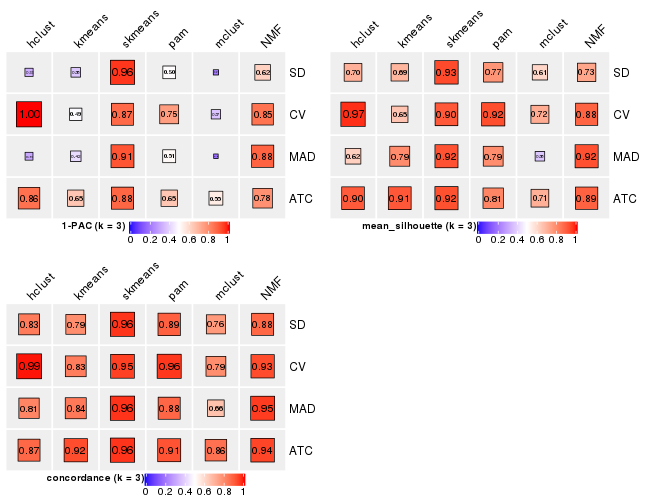 hclust kmeans skmeans pam mclust NMF
0.96 0.50 0.62 SD
1.00 0.49 0.87 0.75 0.85 CV
0.91 0.51 0.88 MAD
0.86 0.65 0.88 0.65 0.55 0.78 ATC
1-PAC (k = 3)
0 0.2 0.4 0.6 0.8 1
hclust kmeans skmeans pam mclust NMF
0.70 0.69 0.93 0.77 0.61 0.73 SD
0.97 0.65 0.90 0.92 0.72 0.88 CV
0.62 0.79 0.92 0.79 MAD 0.92
0.90 0.91 0.92 0.81 0.71 0.89 ATC
mean_silhouette (k = 3)
0 0.2 0.4 0.6 0.8 1
hclust kmeans skmeans pam mclust NMF
0.83 0.79 0.96 0.89 0.76 0.88 SD
0.99 0.83 0.95 0.96 0.79 0.93 CV
0.81 0.84 0.96 0.88 0.66 0.95 MAD
0.87 0.92 0.96 0.91 0.86 0.94 ATC
concordance (k = 3)
0 0.2 0.4 0.6 0.8 1